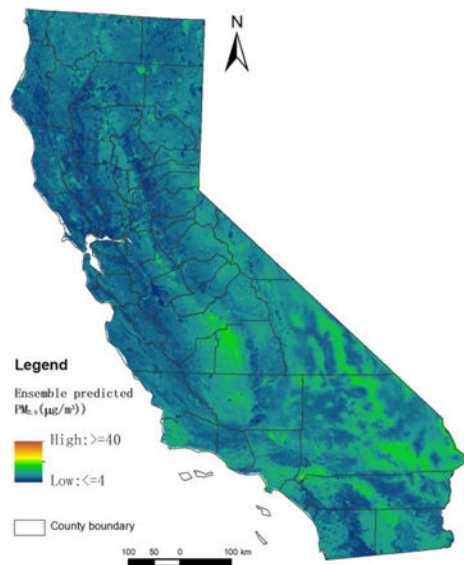 N
Legend
Ensemble predicted
PM₂.₅(μg/m³))
High:>=40
Low:<=4
County boundary
100 50 0 100 km